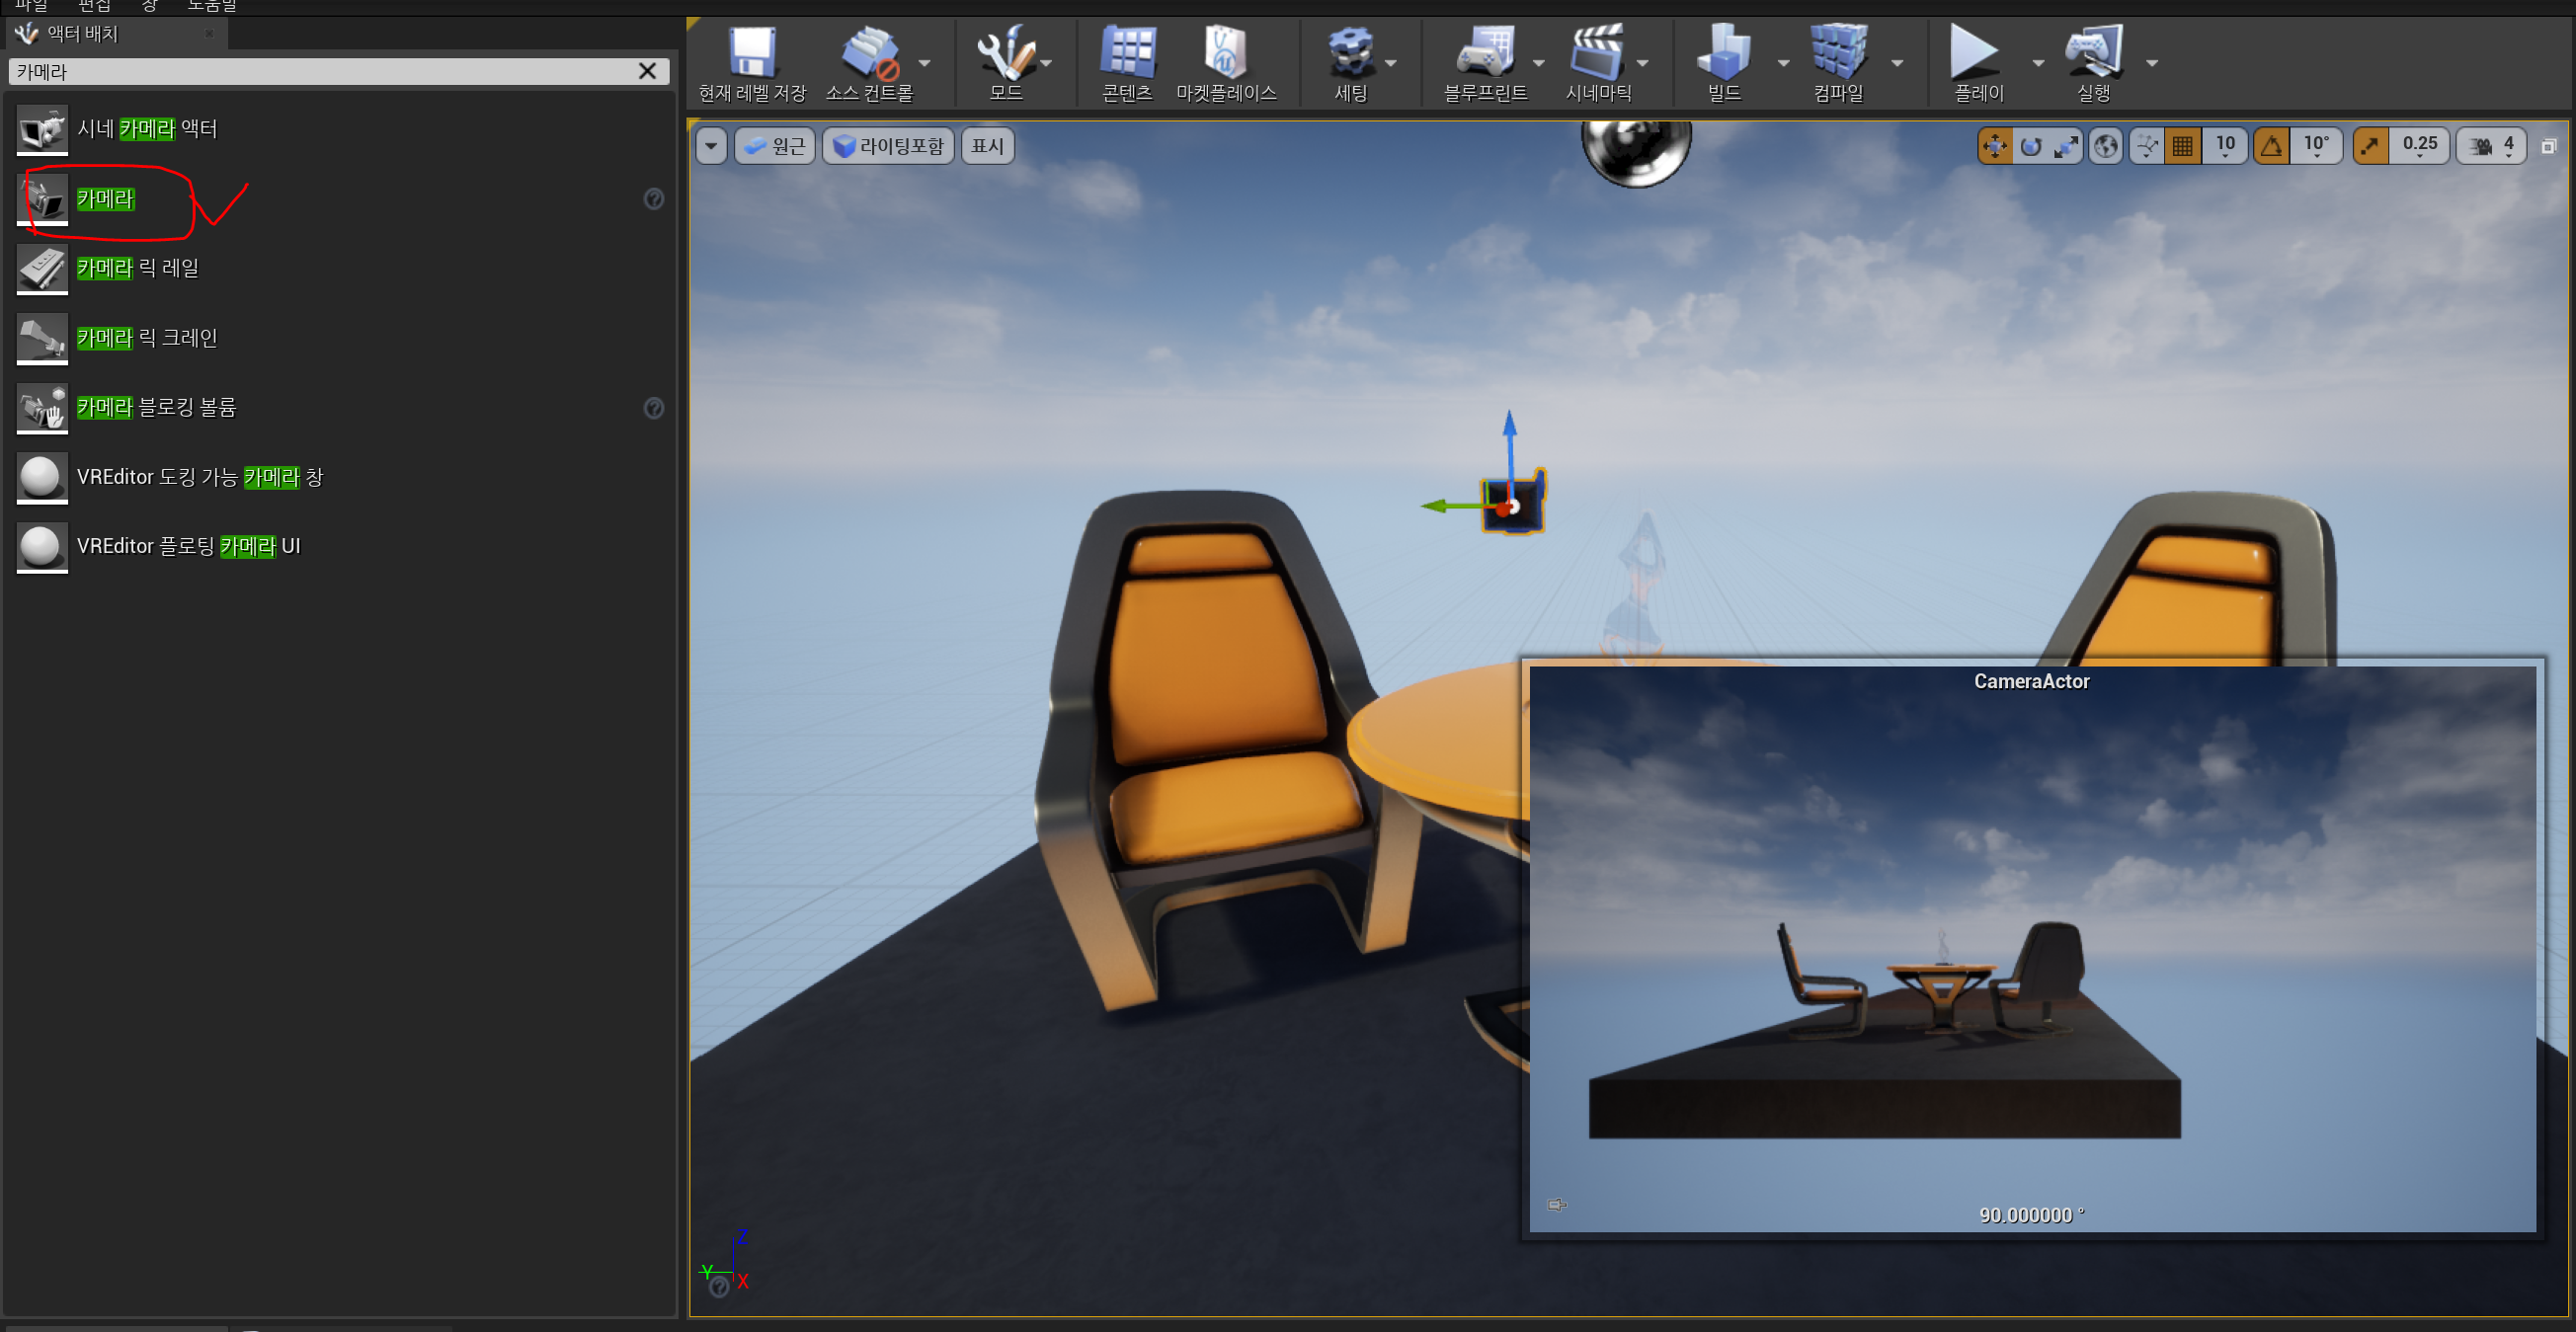 파일 편집 창 도움말
액터 배치
카메라
시네 카메라 액터
카메라
카메라 릭 레일
카메라 릭 크레인
카메라 블로킹 볼륨
VREditor 도킹 가능 카메라 창
VREditor 플로팅 카메라 UI
현재 레벨 저장 소스 컨트롤 모드 콘텐츠 마켓플레이스 세팅 블루프린트 시네마틱 빌드 컴파일 플레이 실행
원근 라이팅포함 표시 10 10° 0.25 4
CameraActor
90.000000 °
Z
Y X